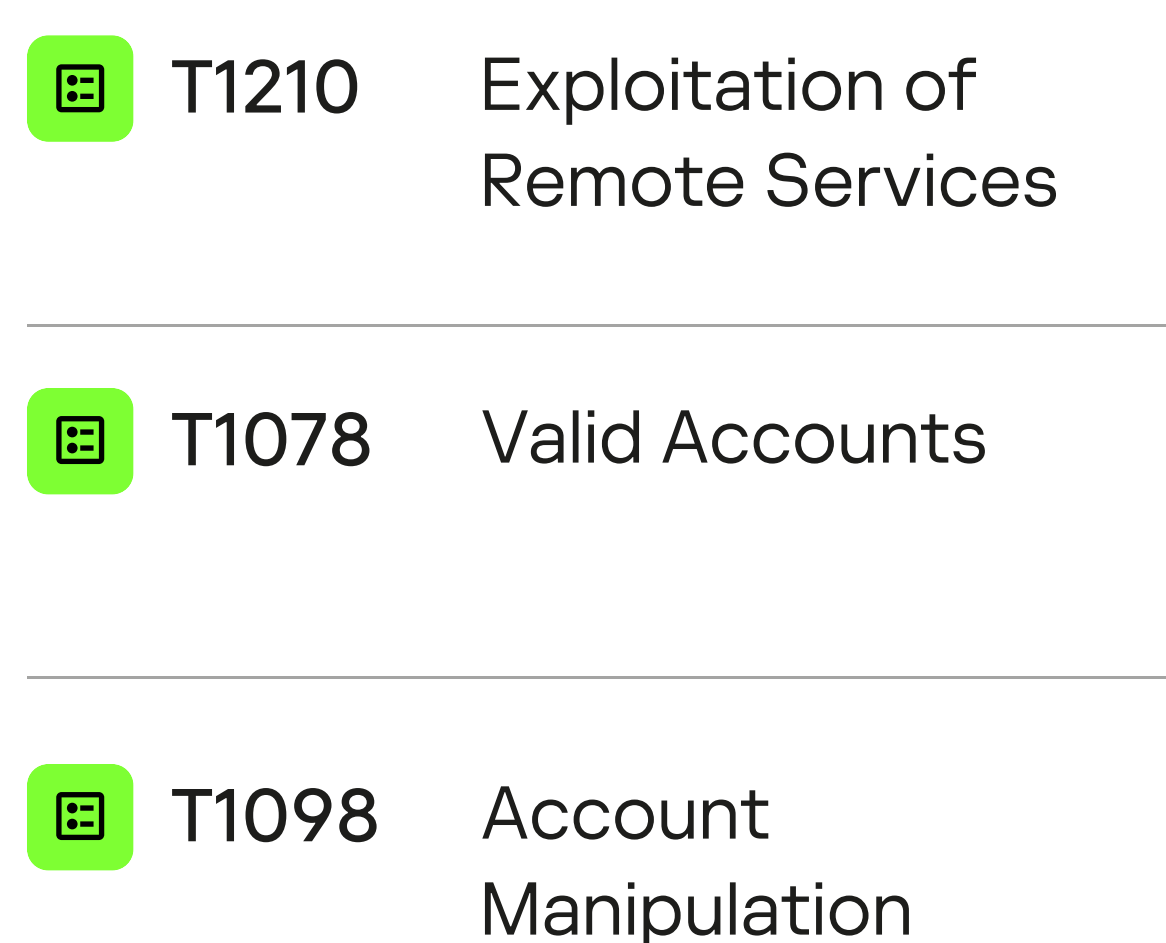 T1210 Exploitation of
Remote Services
T1078 Valid Accounts
T1098 Account
Manipulation